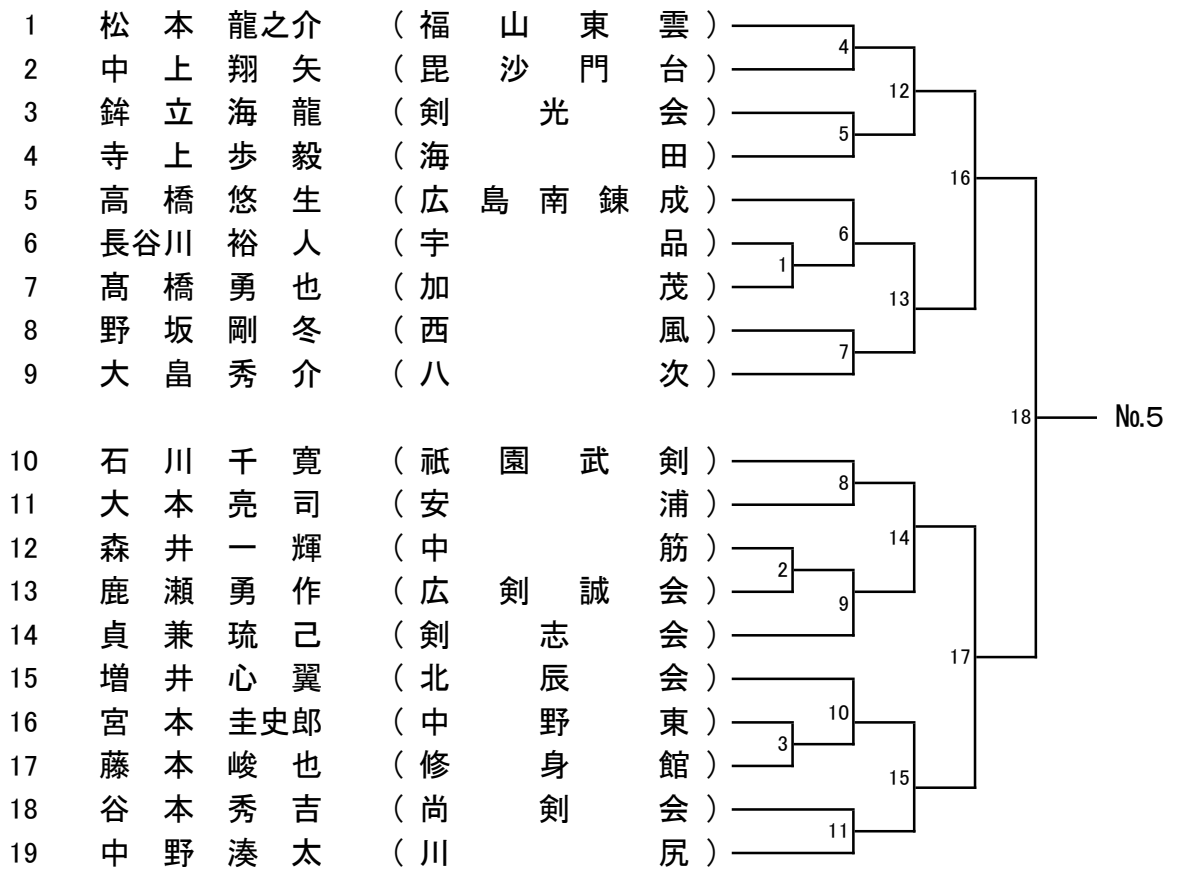 1 松本龍之介 (福山東雲)
4
2 中上翔矢 (毘沙門台)
12
3 鉾立海龍 (剣光会)
5
4 寺上歩毅 (海田)
16
5 高橋悠生 (広島南錬成)
6
6 長谷川裕人 (宇品)
1
7 髙橋勇也 (加茂)
13
8 野坂剛冬 (西風)
7
9 大畠秀介 (八次)
18 №5
10 石川千寛 (祇園武剣)
8
11 大本亮司 (安浦)
14
12 森井一輝 (中筋)
2
13 鹿瀬勇作 (広剣誠会)
9
14 貞兼琉己 (剣志会)
17
15 増井心翼 (北辰会)
10
16 宮本圭史郎 (中野東)
3
17 藤本峻也 (修身館)
15
18 谷本秀吉 (尚剣会)
11
19 中野湊太 (川尻)